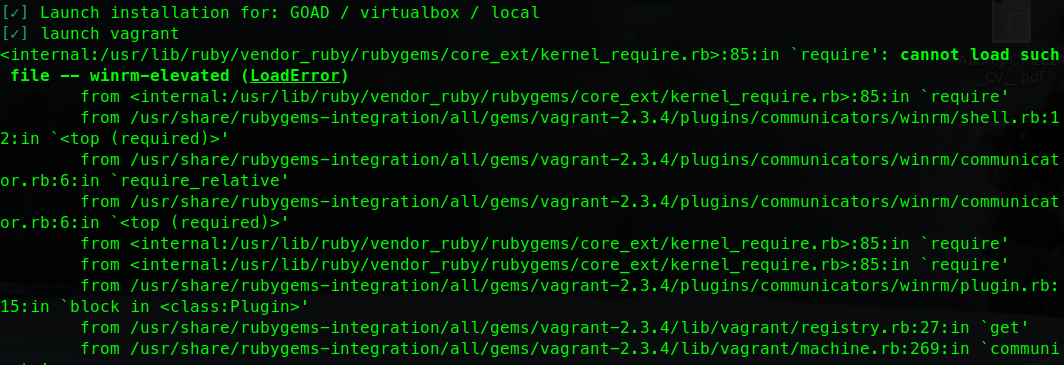 [✓] Launch installation for: GOAD / virtualbox / local
[✓] launch vagrant
<internal:/usr/lib/ruby/vendor_ruby/rubygems/core_ext/kernel_require.rb>:85:in `require': cannot load such
 file -- winrm-elevated (LoadError)
        from <internal:/usr/lib/ruby/vendor_ruby/rubygems/core_ext/kernel_require.rb>:85:in `require'
        from /usr/share/rubygems-integration/all/gems/vagrant-2.3.4/plugins/communicators/winrm/shell.rb:1
2:in `<top (required)>'
        from /usr/share/rubygems-integration/all/gems/vagrant-2.3.4/plugins/communicators/winrm/communicat
or.rb:6:in `require_relative'
        from /usr/share/rubygems-integration/all/gems/vagrant-2.3.4/plugins/communicators/winrm/communicat
or.rb:6:in `<top (required)>'
        from <internal:/usr/lib/ruby/vendor_ruby/rubygems/core_ext/kernel_require.rb>:85:in `require'
        from <internal:/usr/lib/ruby/vendor_ruby/rubygems/core_ext/kernel_require.rb>:85:in `require'
        from /usr/share/rubygems-integration/all/gems/vagrant-2.3.4/plugins/communicators/winrm/plugin.rb:
15:in `block in <class:Plugin>'
        from /usr/share/rubygems-integration/all/gems/vagrant-2.3.4/lib/vagrant/registry.rb:27:in `get'
        from /usr/share/rubygems-integration/all/gems/vagrant-2.3.4/lib/vagrant/machine.rb:269:in `communi